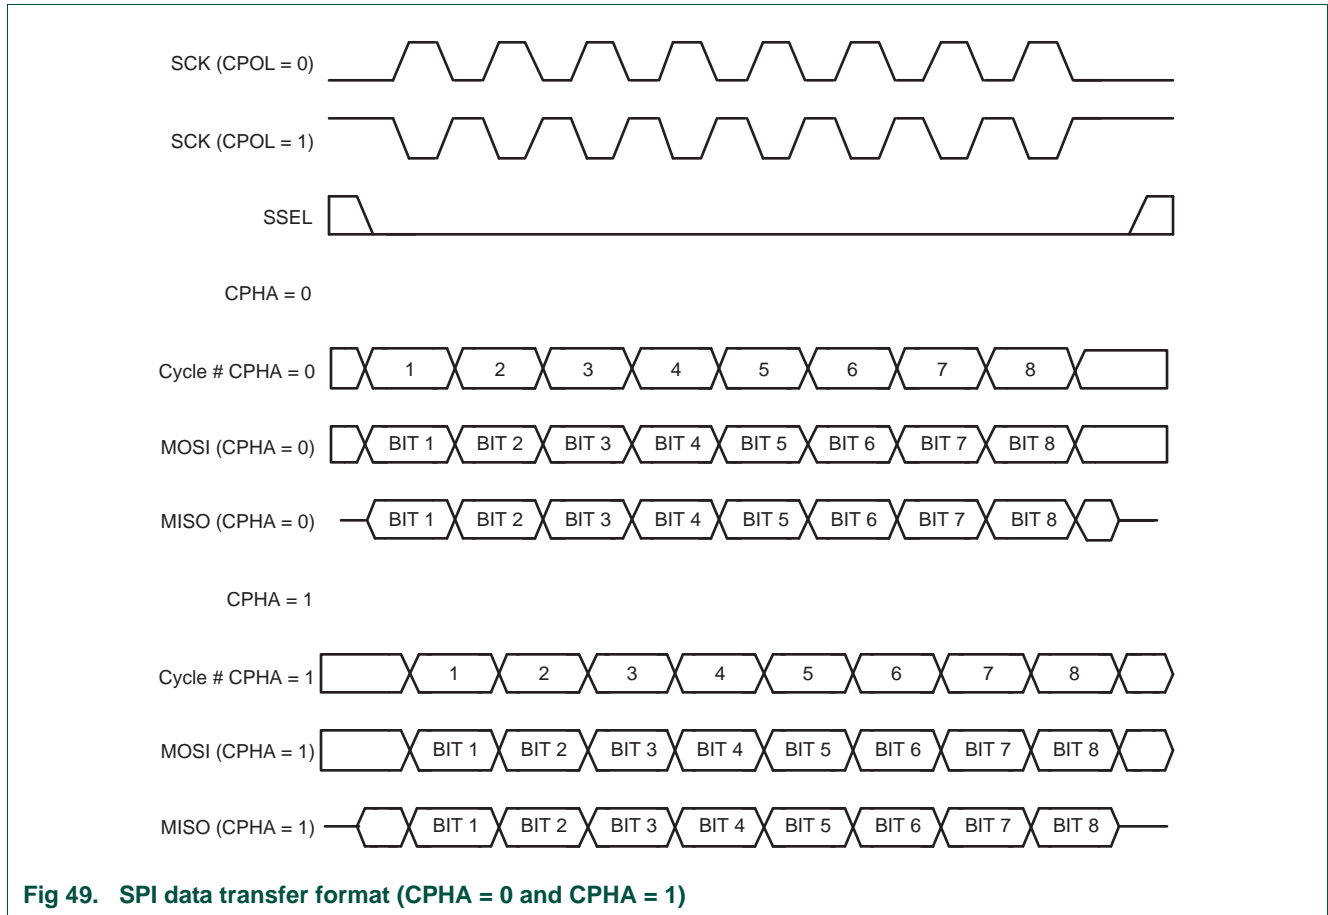 SCK (CPOL = 0)
SCK (CPOL = 1)
SSEL
CPHA = 0
Cycle # CPHA = 0 1 2 3 4 5 6 7 8
MOSI (CPHA = 0) BIT 1 BIT 2 BIT 3 BIT 4 BIT 5 BIT 6 BIT 7 BIT 8
MISO (CPHA = 0) BIT 1 BIT 2 BIT 3 BIT 4 BIT 5 BIT 6 BIT 7 BIT 8
CPHA = 1
Cycle # CPHA = 1 1 2 3 4 5 6 7 8
MOSI (CPHA = 1) BIT 1 BIT 2 BIT 3 BIT 4 BIT 5 BIT 6 BIT 7 BIT 8
MISO (CPHA = 1) BIT 1 BIT 2 BIT 3 BIT 4 BIT 5 BIT 6 BIT 7 BIT 8
Fig 49. SPI data transfer format (CPHA = 0 and CPHA = 1)